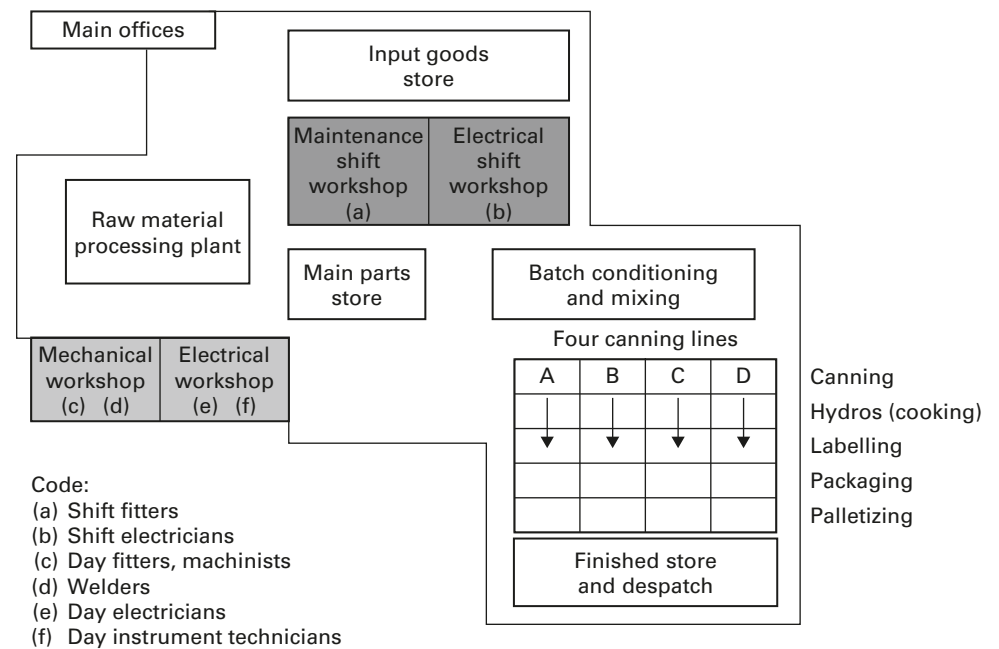 Main offices
Input goods
store
Maintenance
shift
workshop
(a)
Electrical
shift
workshop
(b)
Raw material
processing plant
Main parts
store
Batch conditioning
and mixing
Four canning lines
Mechanical
workshop
(c) (d)
Electrical
workshop
(e) (f)
A B C D
Canning
Hydros (cooking)
Labelling
Packaging
Palletizing
Finished store
and despatch
Code:
(a) Shift fitters
(b) Shift electricians
(c) Day fitters, machinists
(d) Welders
(e) Day electricians
(f) Day instrument technicians